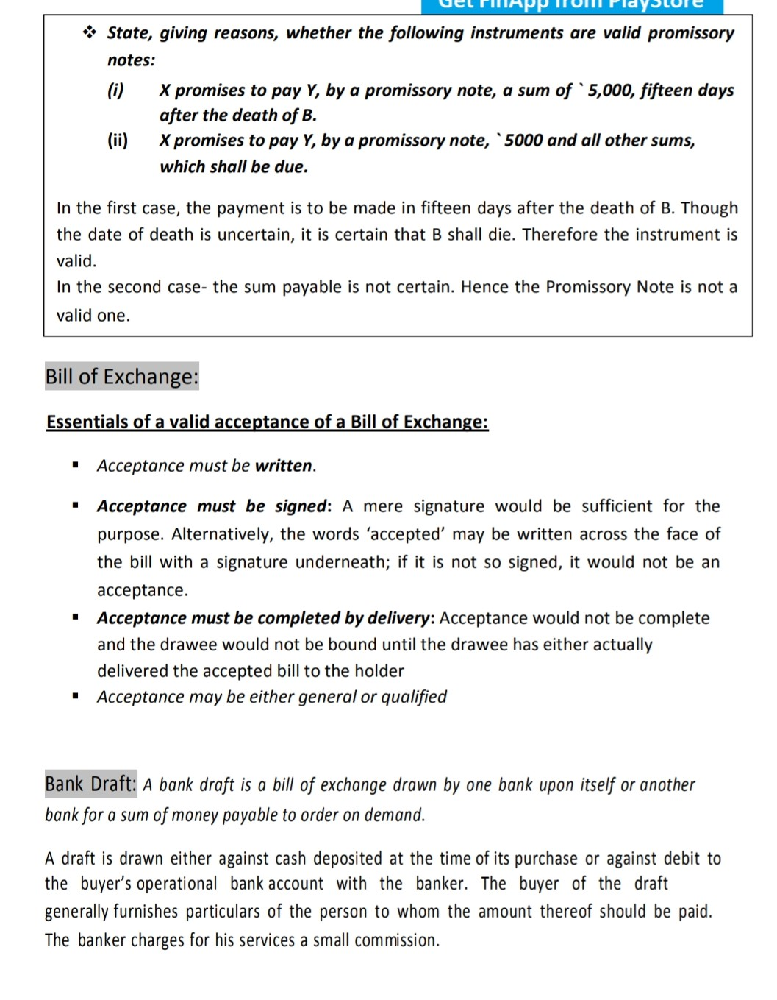 Get FinApp from PlayStore
❖ State, giving reasons, whether the following instruments are valid promissory
notes:
(i) X promises to pay Y, by a promissory note, a sum of ` 5,000, fifteen days
after the death of B.
(ii) X promises to pay Y, by a promissory note, ` 5000 and all other sums,
which shall be due.
In the first case, the payment is to be made in fifteen days after the death of B. Though
the date of death is uncertain, it is certain that B shall die. Therefore the instrument is
valid.
In the second case- the sum payable is not certain. Hence the Promissory Note is not a
valid one.
Bill of Exchange:
Essentials of a valid acceptance of a Bill of Exchange:
▪ Acceptance must be written.
▪ Acceptance must be signed: A mere signature would be sufficient for the
purpose. Alternatively, the words ‘accepted’ may be written across the face of
the bill with a signature underneath; if it is not so signed, it would not be an
acceptance.
▪ Acceptance must be completed by delivery: Acceptance would not be complete
and the drawee would not be bound until the drawee has either actually
delivered the accepted bill to the holder
▪ Acceptance may be either general or qualified
Bank Draft: A bank draft is a bill of exchange drawn by one bank upon itself or another
bank for a sum of money payable to order on demand.
A draft is drawn either against cash deposited at the time of its purchase or against debit to
the buyer’s operational bank account with the banker. The buyer of the draft
generally furnishes particulars of the person to whom the amount thereof should be paid.
The banker charges for his services a small commission.